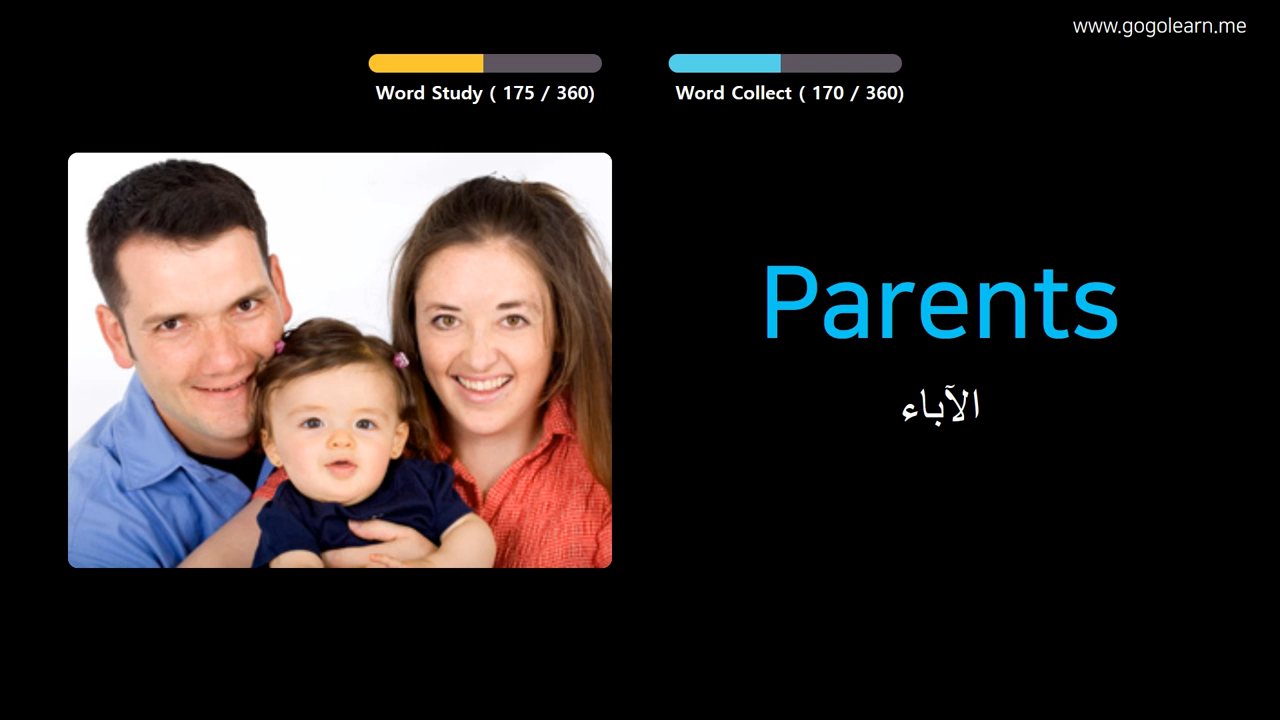 www.gogolearn.me
Word Study ( 175 / 360)
Word Collect ( 170 / 360)
Parents
الآباء